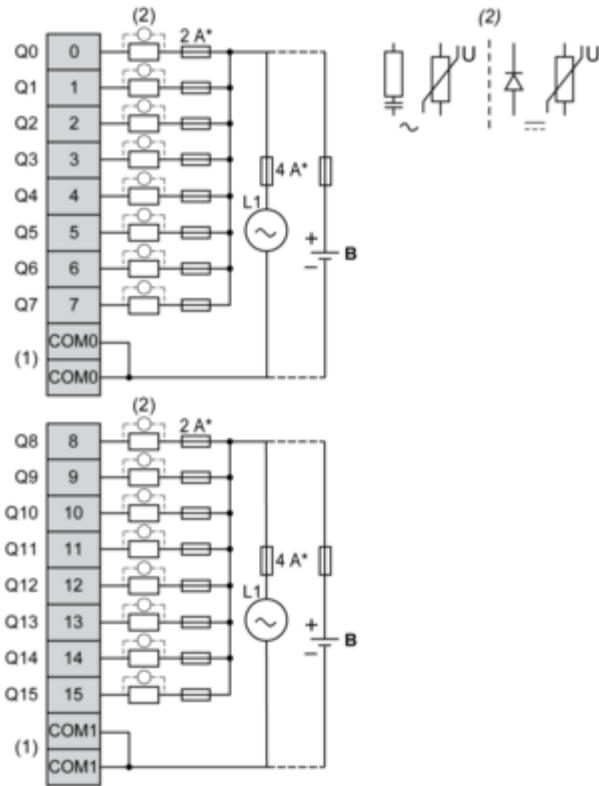 (2)
(2)
Q0 0 2 A*
U U
Q1 1
Q2 2
Q3 3
4 A*
Q4 4
L1
Q5 5
+
Q6 6
B
−
Q7 7
COM0
(1)
COM0
(2)
Q8 8 2 A*
Q9 9
Q10 10
Q11 11
4 A*
Q12 12
L1
Q13 13
+
Q14 14
B
−
Q15 15
COM1
(1)
COM1